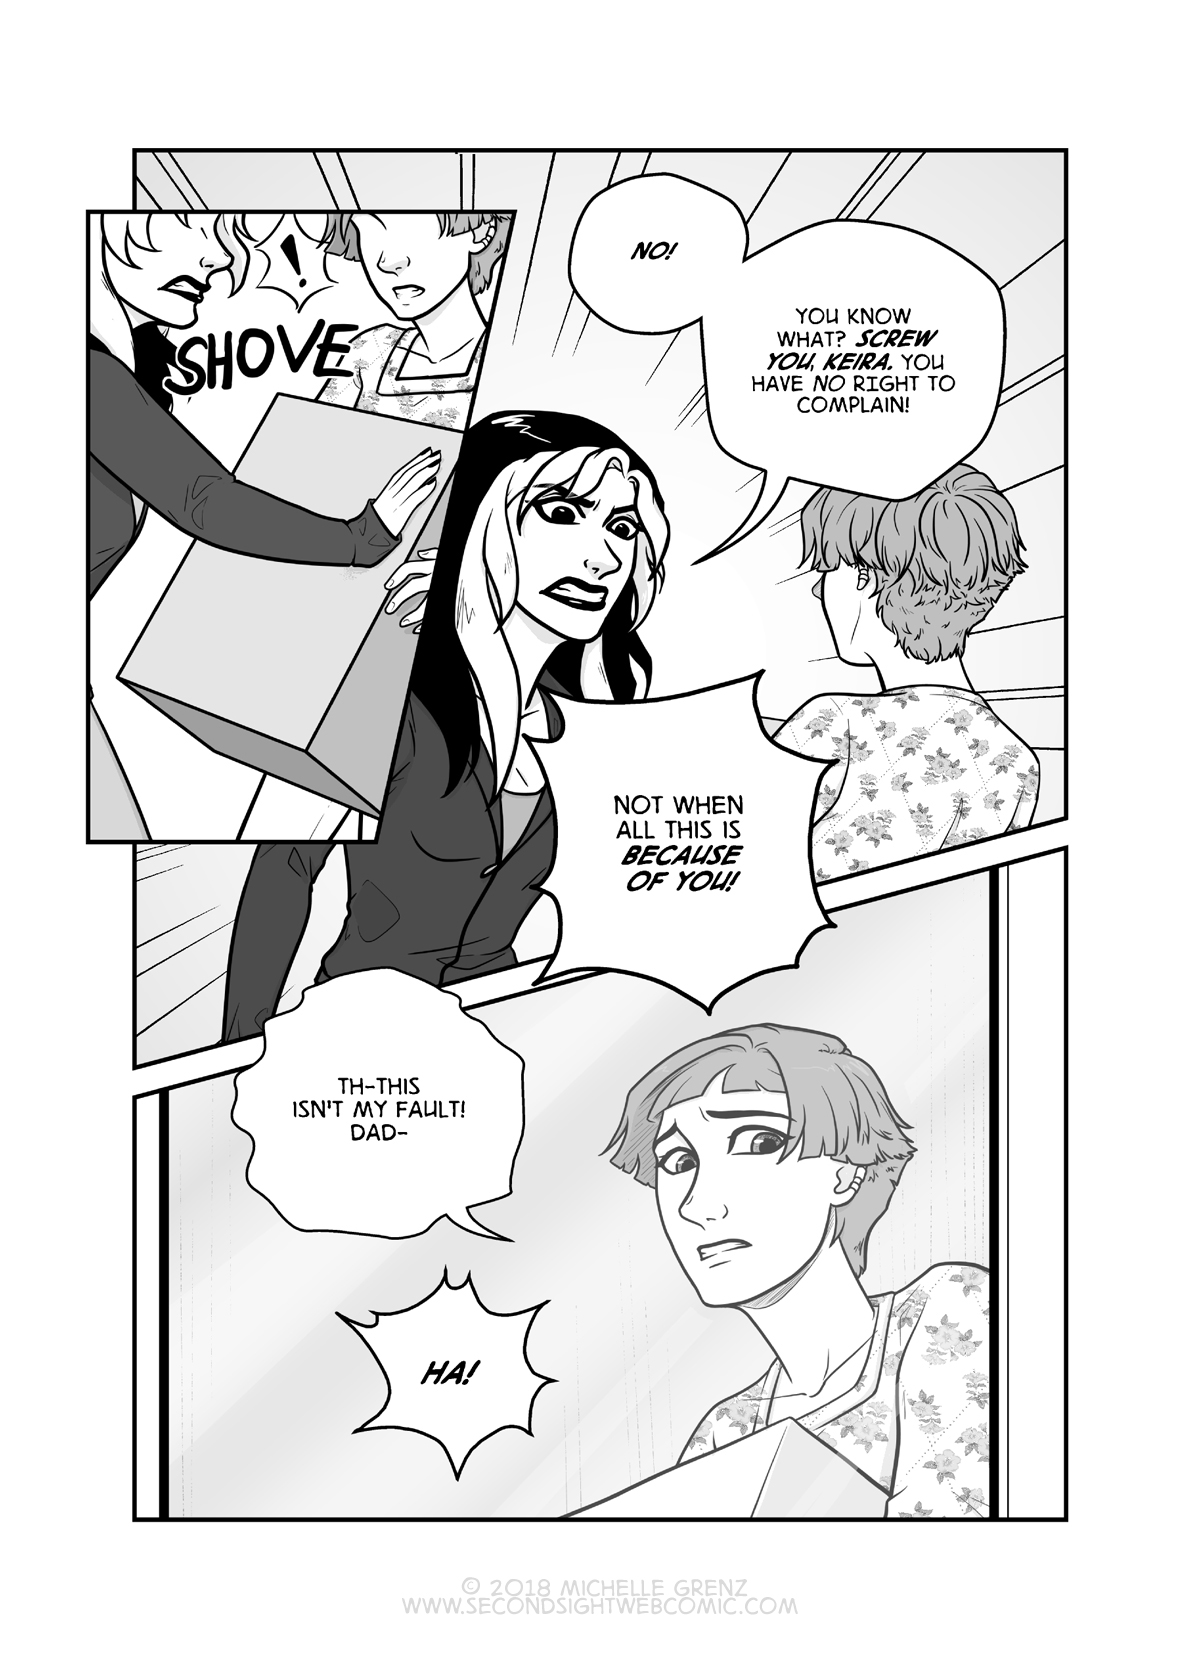 !
SHOVE
NO!
YOU KNOW
WHAT? SCREW
YOU, KEIRA. YOU
HAVE NO RIGHT TO
COMPLAIN!
NOT WHEN
ALL THIS IS
BECAUSE
OF YOU!
TH-THIS
ISN'T MY FAULT!
DAD-
HA!
© 2018 MICHELLE GRENZ
WWW.SECONDSIGHTWEBCOMIC.COM